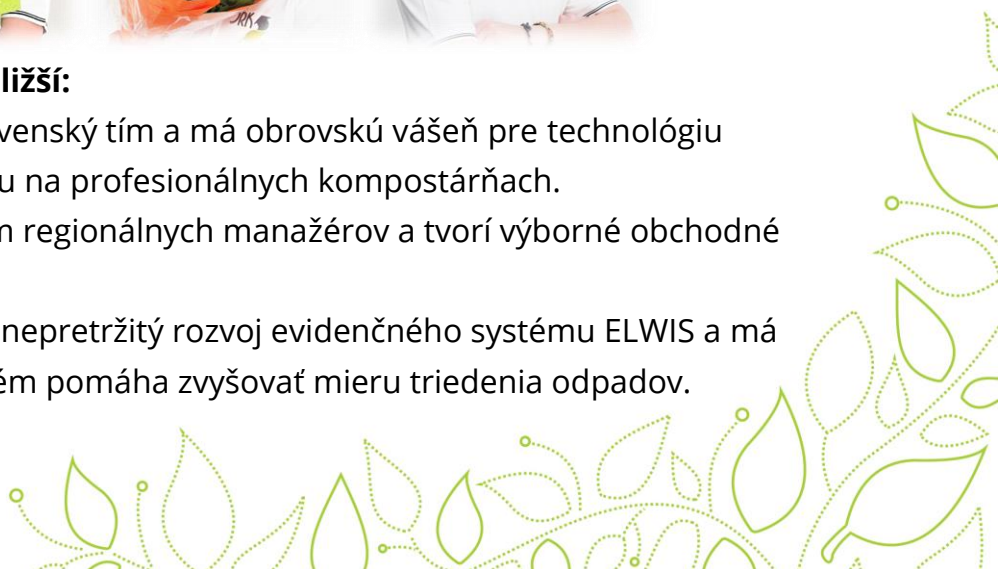 JRK
ližší:
venský tím a má obrovskú vášeň pre technológiu
u na profesionálnych kompostárňach.
m regionálnych manažérov a tvorí výborné obchodné
nepretržitý rozvoj evidenčného systému ELWIS a má
ém pomáha zvyšovať mieru triedenia odpadov.